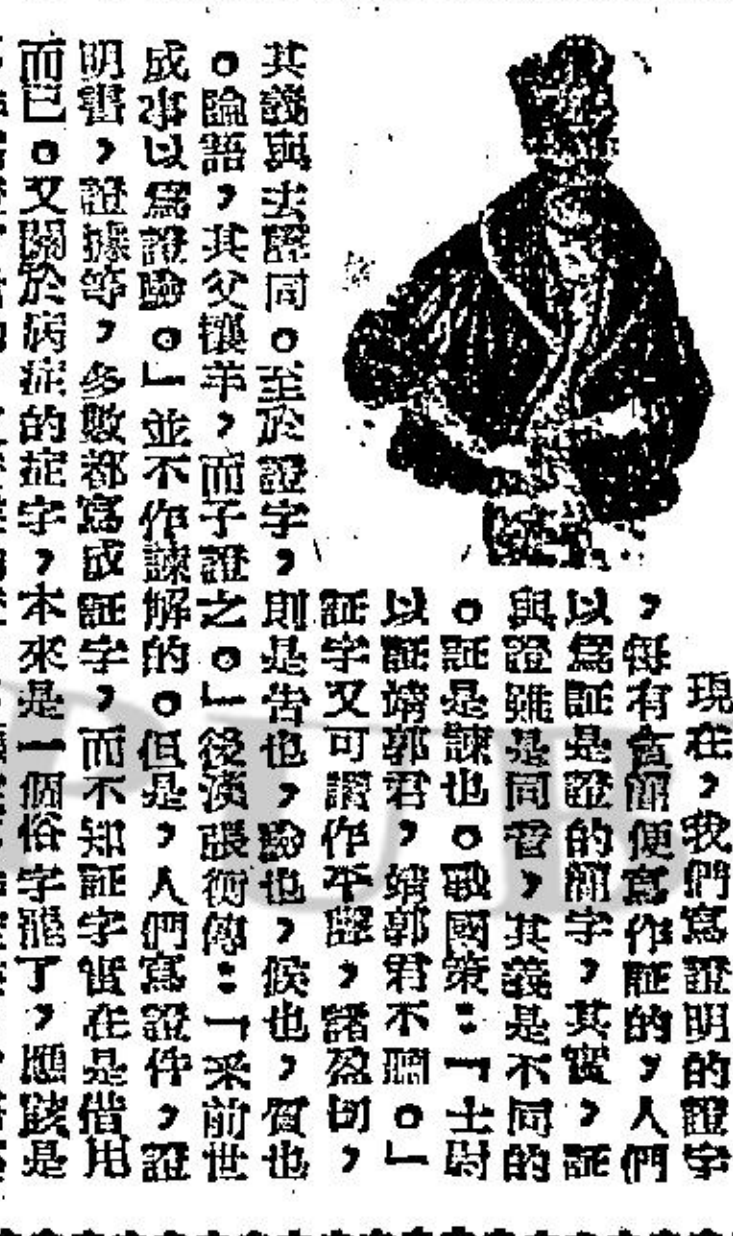 現在，我們寫證明的證字
，每有貪簡便寫作証的，人們
以爲証是證的簡字，其實，証
與證雖是同音，其義是不同的
。証是諫也。戰國策：「士尉
以証靖郭君，靖郭君不聽。」
証字又可讀作平聲，諸盈切，
其義與去聲同。至於證字，則是告也，驗也，候也，質也
。論語，其父攘羊，而子證之。」後漢張衡傳：「采前世
成事以爲證驗。」並不作諫解的。但是，人們寫證件，證
明書，證據等，多數都寫成証字，而不知証字實在是借用
而已。又關於病症的症字，本來是一個俗字罷了，應該是
PUB